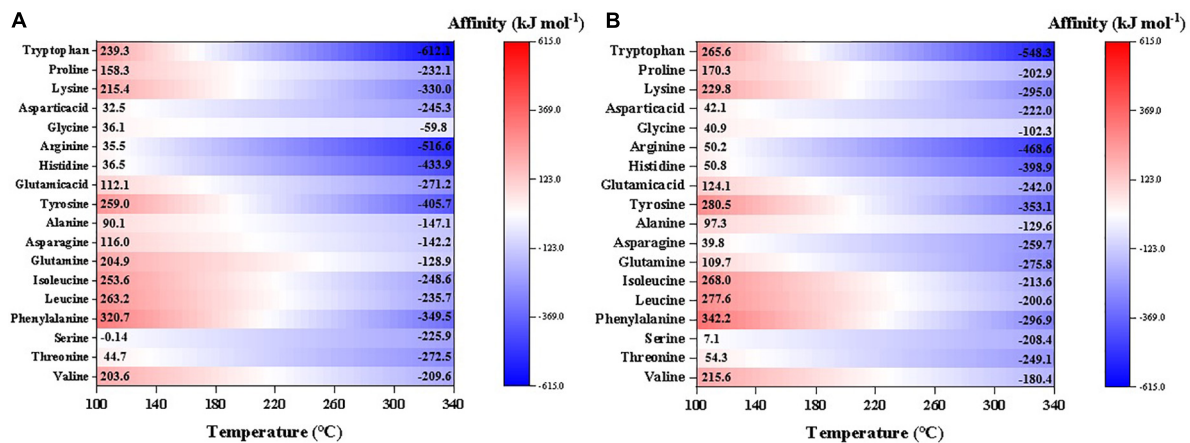 A
Affinity (kJ mol⁻¹)
Tryptophan 239.3 -612.1
Proline 158.3 -232.1
Lysine 215.4 -330.0
Asparticacid 32.5 -245.3
Glycine 36.1 -59.8
Arginine 35.5 -516.6
Histidine 36.5 -433.9
Glutamicacid 112.1 -271.2
Tyrosine 259.0 -405.7
Alanine 90.1 -147.1
Asparagine 116.0 -142.2
Glutamine 204.9 -128.9
Isoleucine 253.6 -248.6
Leucine 263.2 -235.7
Phenylalanine 320.7 -349.5
Serine -0.14 -225.9
Threonine 44.7 -272.5
Valine 203.6 -209.6
100 140 180 220 260 300 340
Temperature (°C)
615.0
369.0
123.0
-123.0
-369.0
-615.0
B
Affinity (kJ mol⁻¹)
Tryptophan 265.6 -548.3
Proline 170.3 -202.9
Lysine 229.8 -295.0
Asparticacid 42.1 -222.0
Glycine 40.9 -102.3
Arginine 50.2 -468.6
Histidine 50.8 -398.9
Glutamicacid 124.1 -242.0
Tyrosine 280.5 -353.1
Alanine 97.3 -129.6
Asparagine 39.8 -259.7
Glutamine 109.7 -275.8
Isoleucine 268.0 -213.6
Leucine 277.6 -200.6
Phenylalanine 342.2 -296.9
Serine 7.1 -208.4
Threonine 54.3 -249.1
Valine 215.6 -180.4
100 140 180 220 260 300 340
Temperature (°C)
615.0
369.0
123.0
-123.0
-369.0
-615.0